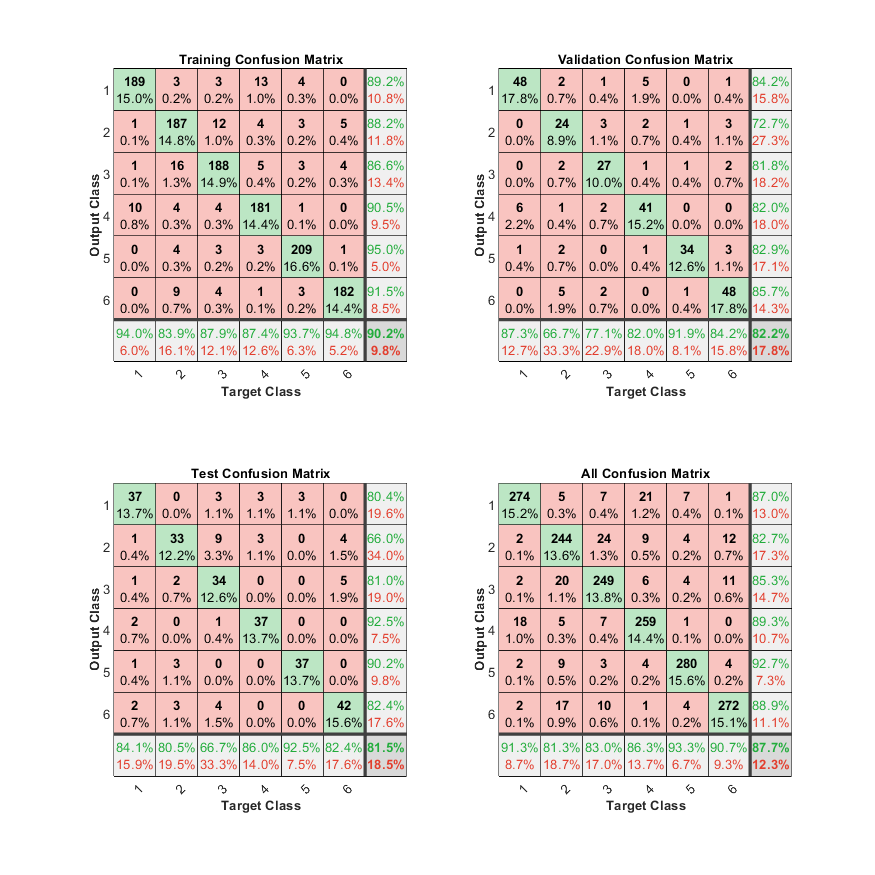 Training Confusion Matrix
189 3 3 13 4 0 89.2%
1
15.0% 0.2% 0.2% 1.0% 0.3% 0.0% 10.8%
1 187 12 4 3 5 88.2%
2
0.1% 14.8% 1.0% 0.3% 0.2% 0.4% 11.8%
1 16 188 5 3 4 86.6%
3
0.1% 1.3% 14.9% 0.4% 0.2% 0.3% 13.4%
10 4 4 181 1 0 90.5%
4
0.8% 0.3% 0.3% 14.4% 0.1% 0.0% 9.5%
0 4 3 3 209 1 95.0%
5
0.0% 0.3% 0.2% 0.2% 16.6% 0.1% 5.0%
0 9 4 1 3 182 91.5%
6
0.0% 0.7% 0.3% 0.1% 0.2% 14.4% 8.5%
94.0% 83.9% 87.9% 87.4% 93.7% 94.8% 90.2%
6.0% 16.1% 12.1% 12.6% 6.3% 5.2% 9.8%
1 2 3 4 5 6
Target Class
Output Class
Validation Confusion Matrix
48 2 1 5 0 1 84.2%
1
17.8% 0.7% 0.4% 1.9% 0.0% 0.4% 15.8%
0 24 3 2 1 3 72.7%
2
0.0% 8.9% 1.1% 0.7% 0.4% 1.1% 27.3%
0 2 27 1 1 2 81.8%
3
0.0% 0.7% 10.0% 0.4% 0.4% 0.7% 18.2%
6 1 2 41 0 0 82.0%
4
2.2% 0.4% 0.7% 15.2% 0.0% 0.0% 18.0%
1 2 0 1 34 3 82.9%
5
0.4% 0.7% 0.0% 0.4% 12.6% 1.1% 17.1%
0 5 2 0 1 48 85.7%
6
0.0% 1.9% 0.7% 0.0% 0.4% 17.8% 14.3%
87.3% 66.7% 77.1% 82.0% 91.9% 84.2% 82.2%
12.7% 33.3% 22.9% 18.0% 8.1% 15.8% 17.8%
1 2 3 4 5 6
Target Class
Output Class
Test Confusion Matrix
37 0 3 3 3 0 80.4%
1
13.7% 0.0% 1.1% 1.1% 1.1% 0.0% 19.6%
1 33 9 3 0 4 66.0%
2
0.4% 12.2% 3.3% 1.1% 0.0% 1.5% 34.0%
1 2 34 0 0 5 81.0%
3
0.4% 0.7% 12.6% 0.0% 0.0% 1.9% 19.0%
2 0 1 37 0 0 92.5%
4
0.7% 0.0% 0.4% 13.7% 0.0% 0.0% 7.5%
1 3 0 0 37 0 90.2%
5
0.4% 1.1% 0.0% 0.0% 13.7% 0.0% 9.8%
2 3 4 0 0 42 82.4%
6
0.7% 1.1% 1.5% 0.0% 0.0% 15.6% 17.6%
84.1% 80.5% 66.7% 86.0% 92.5% 82.4% 81.5%
15.9% 19.5% 33.3% 14.0% 7.5% 17.6% 18.5%
1 2 3 4 5 6
Target Class
Output Class
All Confusion Matrix
274 5 7 21 7 1 87.0%
1
15.2% 0.3% 0.4% 1.2% 0.4% 0.1% 13.0%
2 244 24 9 4 12 82.7%
2
0.1% 13.6% 1.3% 0.5% 0.2% 0.7% 17.3%
2 20 249 6 4 11 85.3%
3
0.1% 1.1% 13.8% 0.3% 0.2% 0.6% 14.7%
18 5 7 259 1 0 89.3%
4
1.0% 0.3% 0.4% 14.4% 0.1% 0.0% 10.7%
2 9 3 4 280 4 92.7%
5
0.1% 0.5% 0.2% 0.2% 15.6% 0.2% 7.3%
2 17 10 1 4 272 88.9%
6
0.1% 0.9% 0.6% 0.1% 0.2% 15.1% 11.1%
91.3% 81.3% 83.0% 86.3% 93.3% 90.7% 87.7%
8.7% 18.7% 17.0% 13.7% 6.7% 9.3% 12.3%
1 2 3 4 5 6
Target Class
Output Class